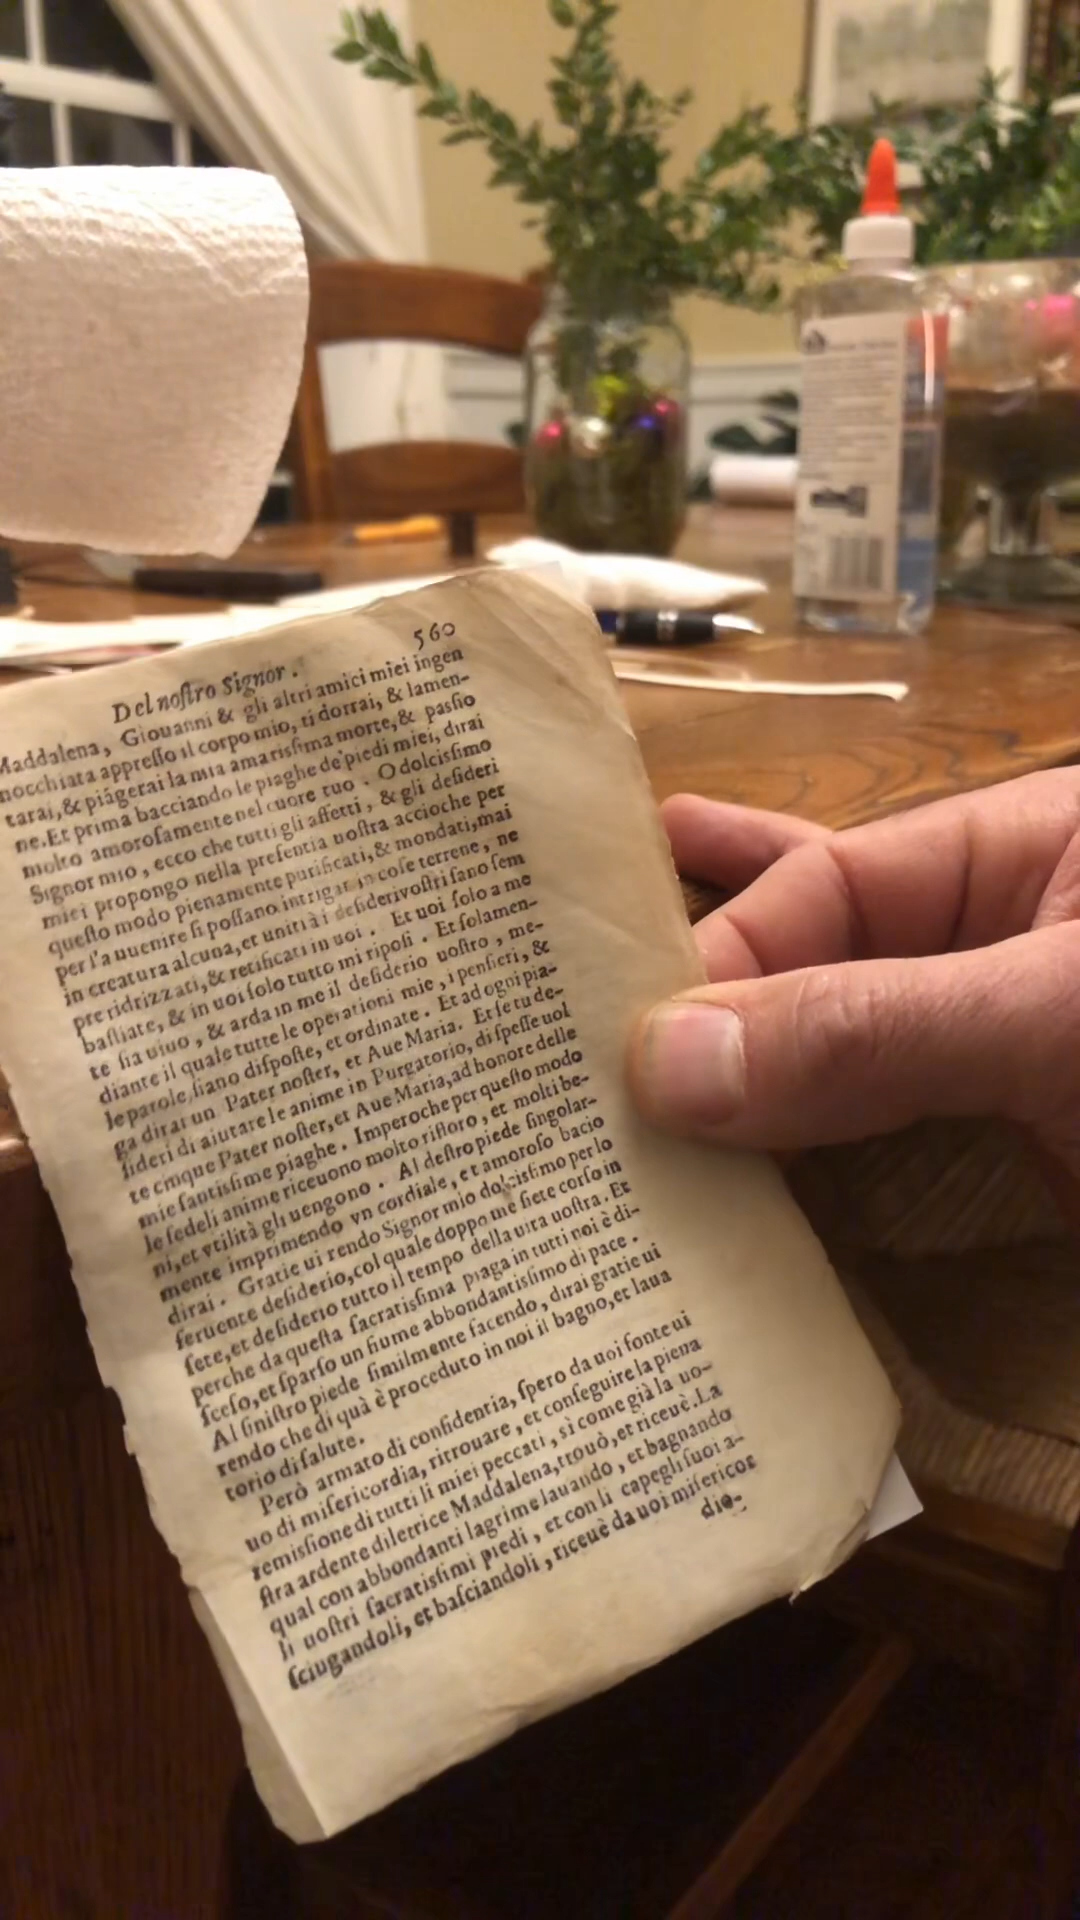 560
Del nostro Signor.
Maddalena, Giouanni & gli altri amici miei ingen
nocchiata appresso il corpo mio, ti dorrai, & lamen-
tarai, & piãgerai la mia amarissima morte, & passio
ne. Et prima bacciando le piaghe de' piedi miei, dirai
molto amorosamente nel cuore tuo. O dolcissimo
Signor mio, ecco che tutti gli affetti, & gli desideri
miei propongo nella presentia uostra accioche per
questo modo pienamente purificati, & mondati, mai
per l'auuenire si possano intrigar in cose terrene, ne
in creatura alcuna, et uniti à i desideri vostri sano sem
pre ridrizzati, & retificati in uoi. Et uoi solo a me
bastiate, & in uoi solo tutto mi riposi. Et solamen-
te sia uiuo, & arda in me il desiderio uostro, me-
diante il quale tutte le operationi mie, i pensieri, &
le parole, siano disposte, et ordinate. Et ad ogni pia-
ga dirai un Pater noster, et Aue Maria. Et se tu de-
sideri di aiutare le anime in Purgatorio, di spesse uol
te cinque Pater noster, et Aue Maria, ad honore delle
mie santissime piaghe. Imperoche per questo modo
le fedeli anime riceuono molto ristoro, et molti be-
ni, et vtilità gli uengono. Al destro piede singolar-
mente imprimendo vn cordiale, et amoroso bacio
dirai. Gratie ui rendo Signor mio dolcissimo per lo
feruente desiderio, col quale doppo me siete corso in
sete, et desiderio tutto il tempo della uita uostra. Et
perche da questa sacratissima piaga in tutti noi è di-
sceso, et sparso un fiume abbondantissimo di pace.
Al sinistro piede similmente facendo, dirai gratie ui
rendo che di quà è proceduto in noi il bagno, et laua
torio di salute.
Però armato di confidentia, spero da uoi fonte ui
uo di misericordia, ritrouare, et conseguire la piena
remissione di tutti li miei peccati, sì come già la uo-
stra ardente diletrice Maddalena, trouò, et riceuè. La
qual con abbondanti lagrime lauando, et bagnando
li uostri sacratissimi piedi, et con li capegli suoi a-
sciugandoli, et basciandoli, riceuè da uoi misericor
die-